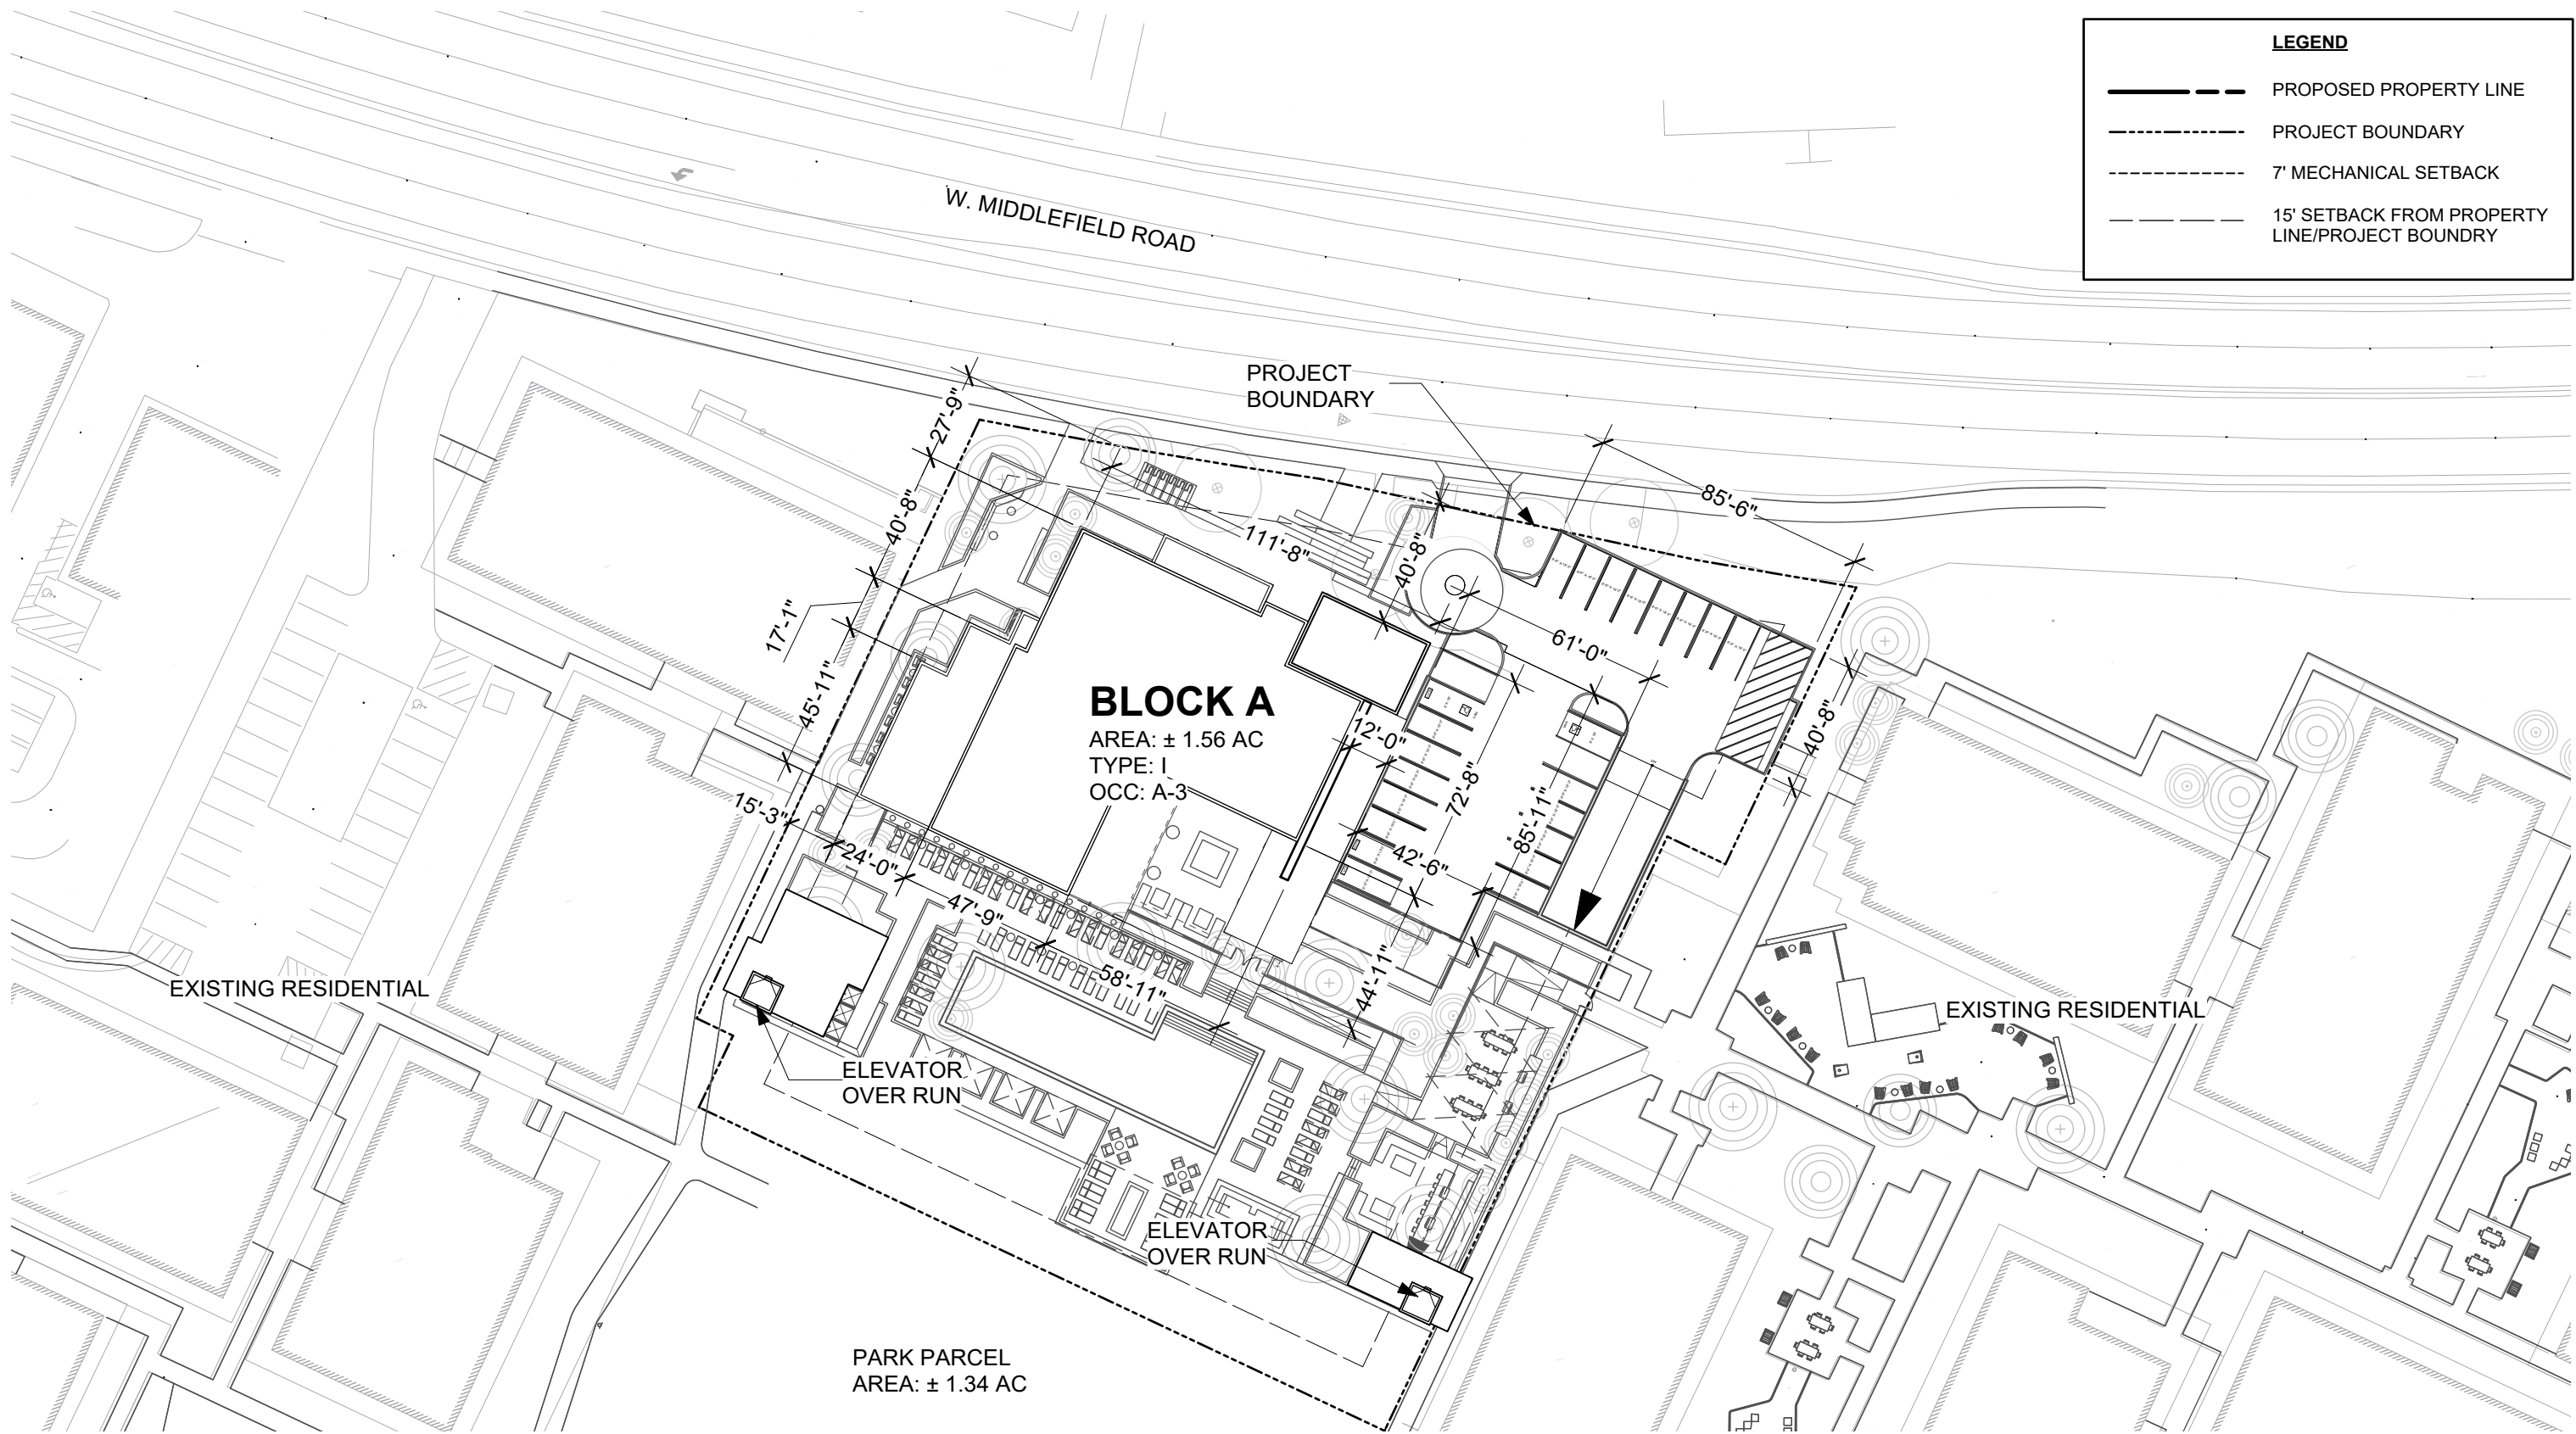 LEGEND
PROPOSED PROPERTY LINE
PROJECT BOUNDARY
7' MECHANICAL SETBACK
15' SETBACK FROM PROPERTY
LINE/PROJECT BOUNDRY
W. MIDDLEFIELD ROAD
PROJECT
BOUNDARY
27'-9"
40'-8"
17'-1"
45'-11"
111'-8"
40'-8"
85'-6"
61'-0"
40'-8"
BLOCK A
AREA: ± 1.56 AC
TYPE: I
OCC: A-3
12'-0"
72'-8"
85'-11"
42'-6"
44'-11"
15'-3"
24'-0"
47'-9"
58'-11"
EXISTING RESIDENTIAL
EXISTING RESIDENTIAL
ELEVATOR
OVER RUN
ELEVATOR
OVER RUN
PARK PARCEL
AREA: ± 1.34 AC